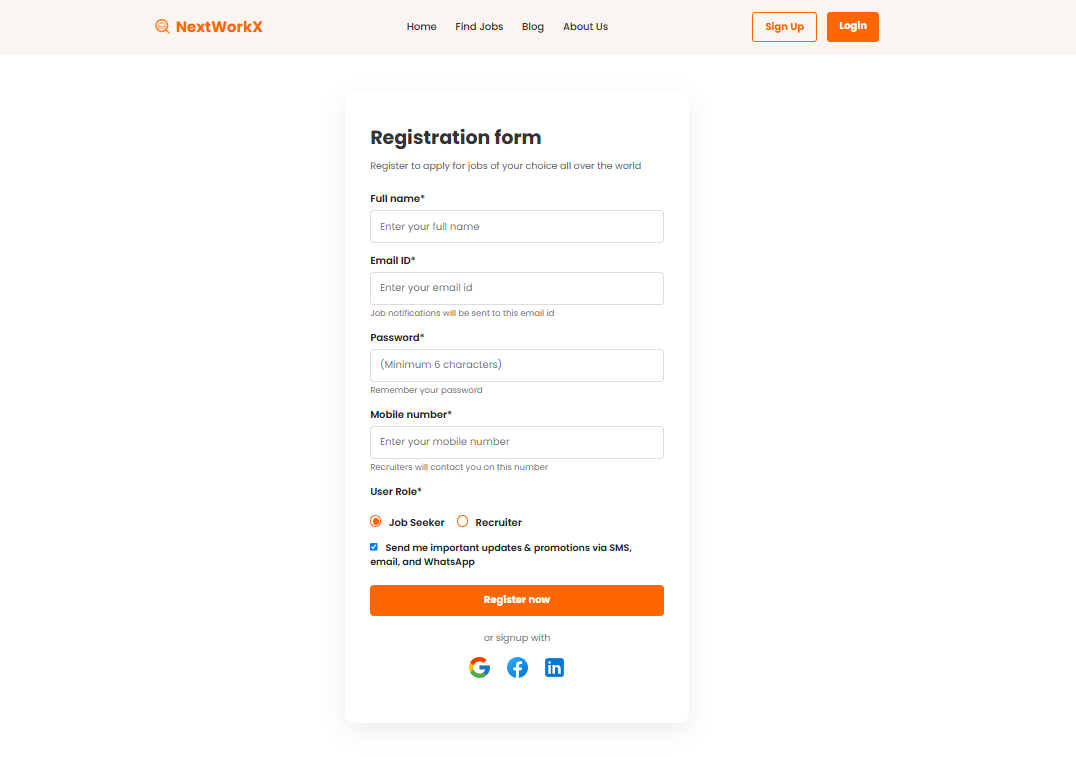 NextWorkX
Home Find Jobs Blog About Us
Sign Up Login
Registration form
Register to apply for jobs of your choice all over the world
Full name*
Enter your full name
Email ID*
Enter your email id
Job notifications will be sent to this email id
Password*
(Minimum 6 characters)
Remember your password
Mobile number*
Enter your mobile number
Recruiters will contact you on this number
User Role*
Job Seeker Recruiter
Send me important updates & promotions via SMS,
email, and WhatsApp
Register now
or signup with